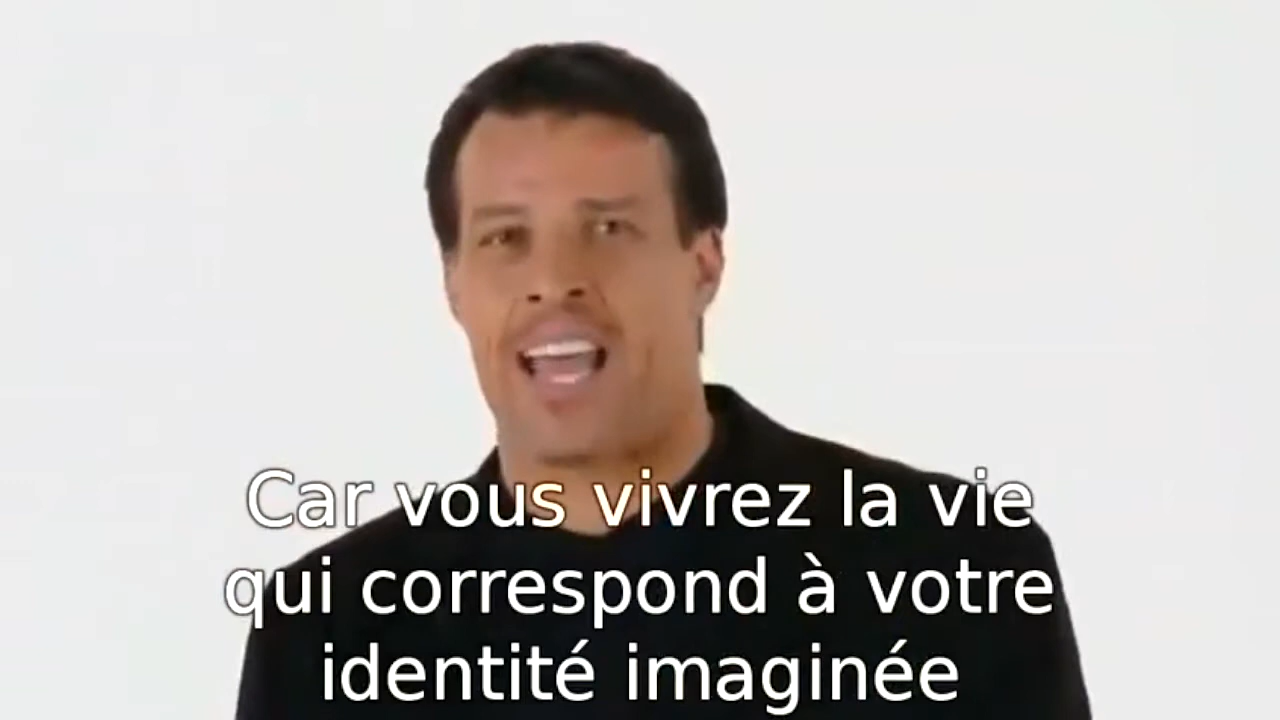 Car vous vivrez la vie
qui correspond à votre
identité imaginée